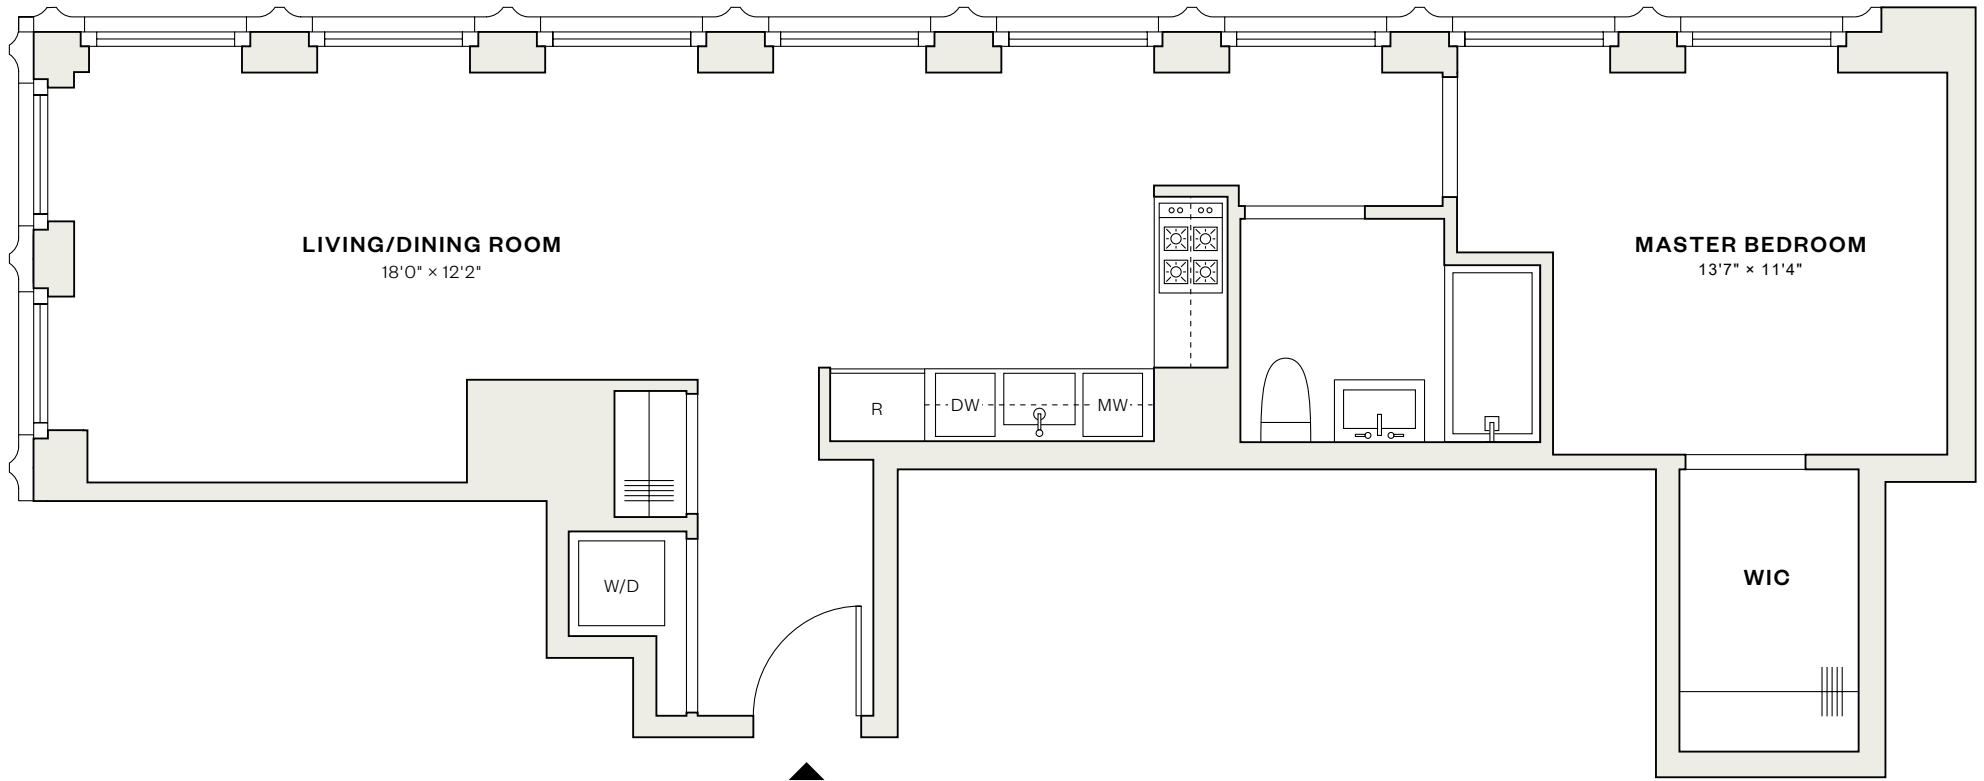 LIVING/DINING ROOM
18'0" × 12'2"
MASTER BEDROOM
13'7" × 11'4"
R
DW
MW
W/D
WIC